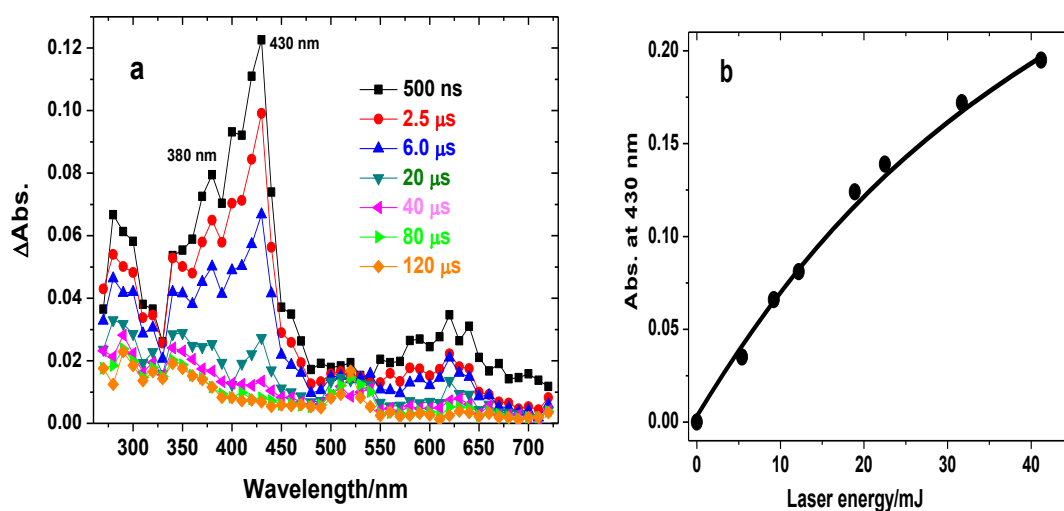 a
380 nm
430 nm
500 ns
2.5 μs
6.0 μs
20 μs
40 μs
80 μs
120 μs
0.12
0.10
0.08
0.06
0.04
0.02
0.00
ΔAbs.
300 350 400 450 500 550 600 650 700
Wavelength/nm
b
0.20
0.15
0.10
0.05
0.00
Abs. at 430 nm
0 10 20 30 40
Laser energy/mJ